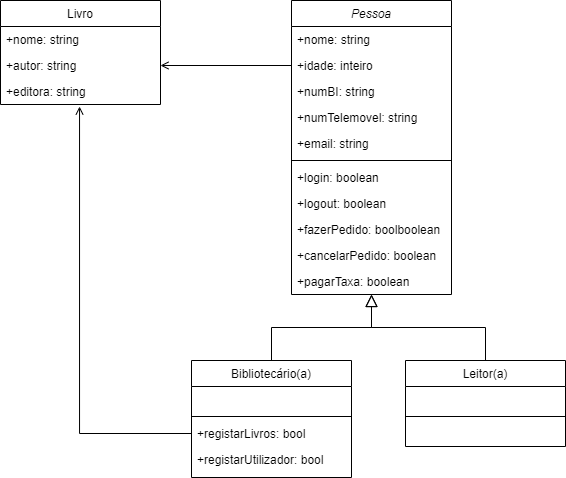 Livro
+nome: string
+autor: string
+editora: string
Pessoa
+nome: string
+idade: inteiro
+numBI: string
+numTelemovel: string
+email: string
+login: boolean
+logout: boolean
+fazerPedido: boolboolean
+cancelarPedido: boolean
+pagarTaxa: boolean
Bibliotecário(a)
+registarLivros: bool
+registarUtilizador: bool
Leitor(a)